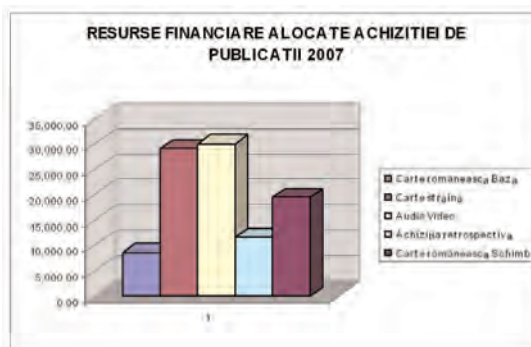 RESURSE FINANCIARE ALOCATE ACHIZITIEI DE
PUBLICATII 2007
35,000.00
30,000.00
25,000.00
20,000.00
15,000.00
10,000.00
5,000.00
0.00
1
Carte romaneasca Baza
Carte straina
Audio Video
Achiziția retrospectiva
Carte romaneasca Schimb